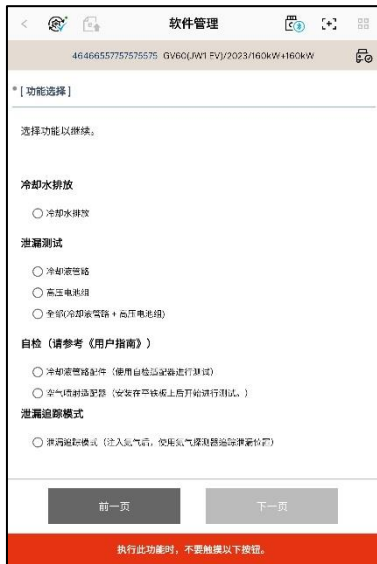 软件管理
46466557757575575 GV60(JW1 EV)/2023/160kW+160kW
* [ 功能选择 ]
选择功能以继续。
冷却水排放
冷却水排放
泄漏测试
冷却液管路
高压电池组
全部(冷却液管路 + 高压电池组)
自检（请参考《用户指南》）
冷却液管路配件（使用自检适配器进行测试）
空气喷射适配器（安装在平铁板上后开始进行测试。）
泄漏追踪模式
泄漏追踪模式（注入氦气后，使用氦气探测器追踪泄漏位置）
前一页
下一页
执行此功能时，不要触摸以下按钮。